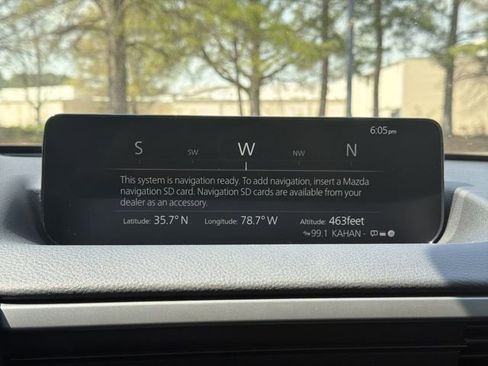 6:05pm
S SW W NW N
This system is navigation ready. To add navigation, insert a Mazda
navigation SD card. Navigation SD cards are available from your
dealer as an accessory.
Latitude: 35.7° N Longitude: 78.7° W Altitude: 463feet
99.1 KAHAN -